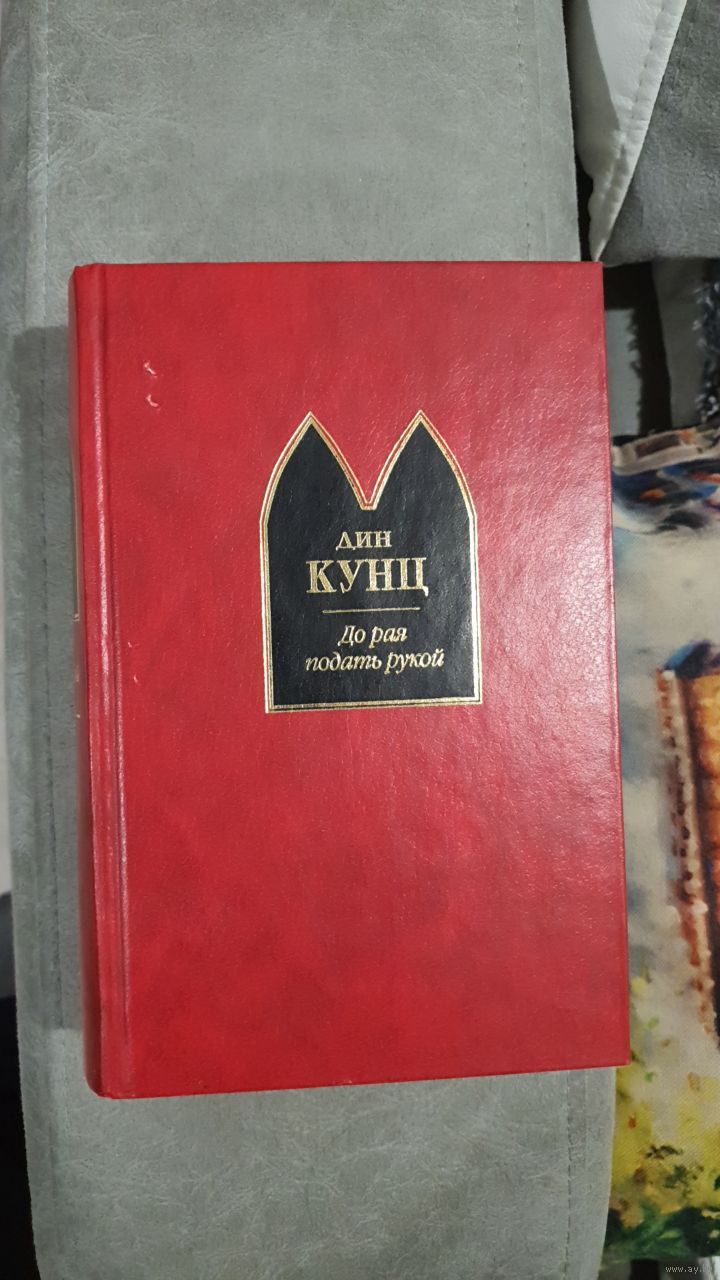 ДИН
КУНЦ
До рая
подать рукой